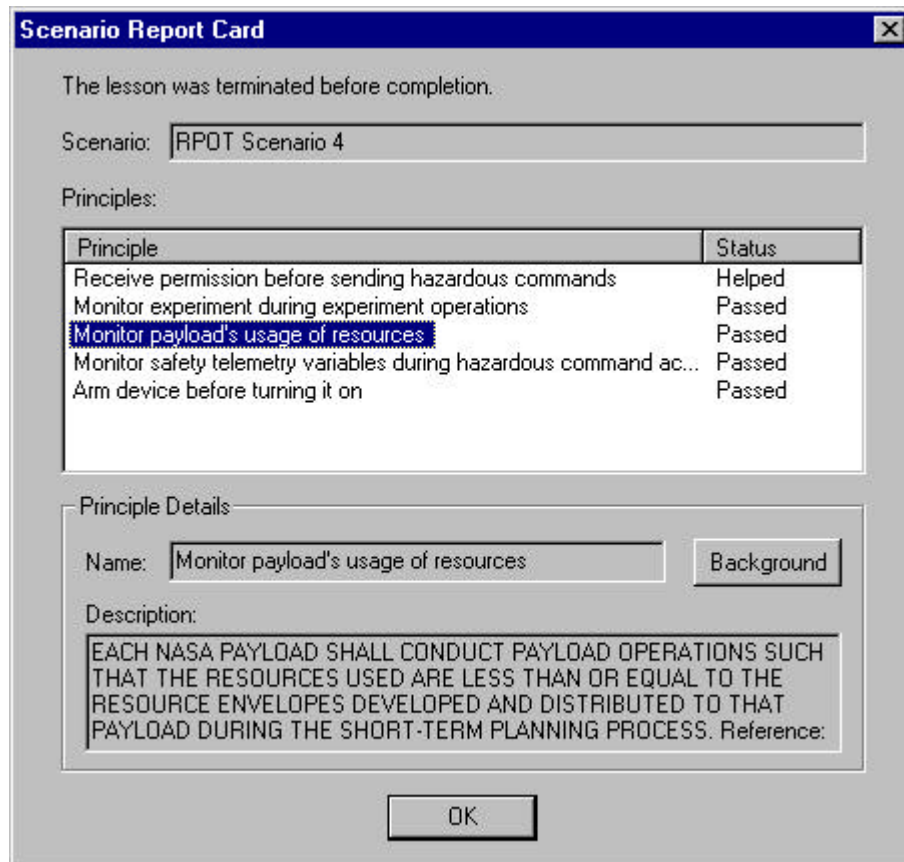 Scenario Report Card
The lesson was terminated before completion.
Scenario: RPOT Scenario 4
Principles:
Principle Status
Receive permission before sending hazardous commands Helped
Monitor experiment during experiment operations Passed
Monitor payload's usage of resources Passed
Monitor safety telemetry variables during hazardous command ac... Passed
Arm device before turning it on Passed
Principle Details
Name: Monitor payload's usage of resources Background
Description:
EACH NASA PAYLOAD SHALL CONDUCT PAYLOAD OPERATIONS SUCH
THAT THE RESOURCES USED ARE LESS THAN OR EQUAL TO THE
RESOURCE ENVELOPES DEVELOPED AND DISTRIBUTED TO THAT
PAYLOAD DURING THE SHORT-TERM PLANNING PROCESS. Reference:
OK